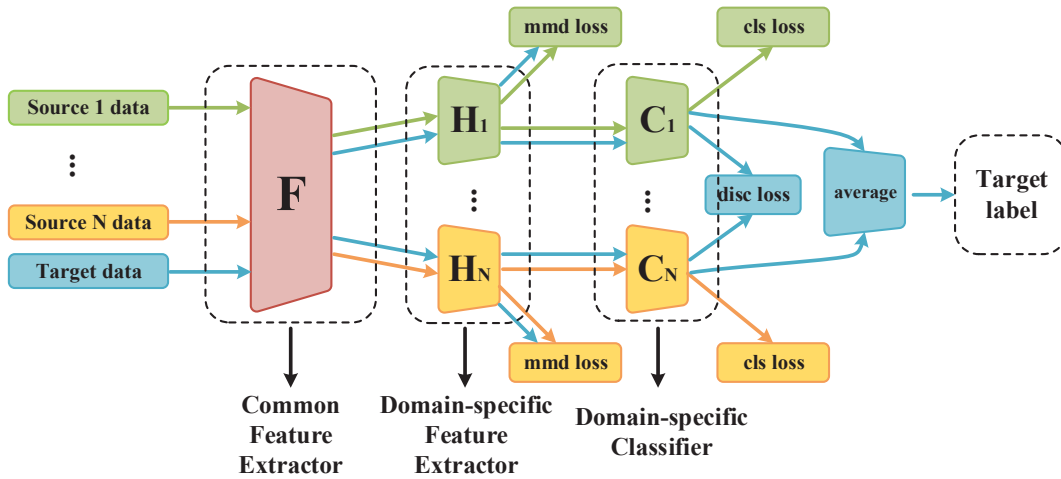 mmd loss
cls loss
Source 1 data
H1
C1
...
F
...
...
disc loss
average
Target
label
Source N data
Target data
HN
CN
mmd loss
cls loss
Common
Feature
Extractor
Domain-specific
Feature
Extractor
Domain-specific
Classifier